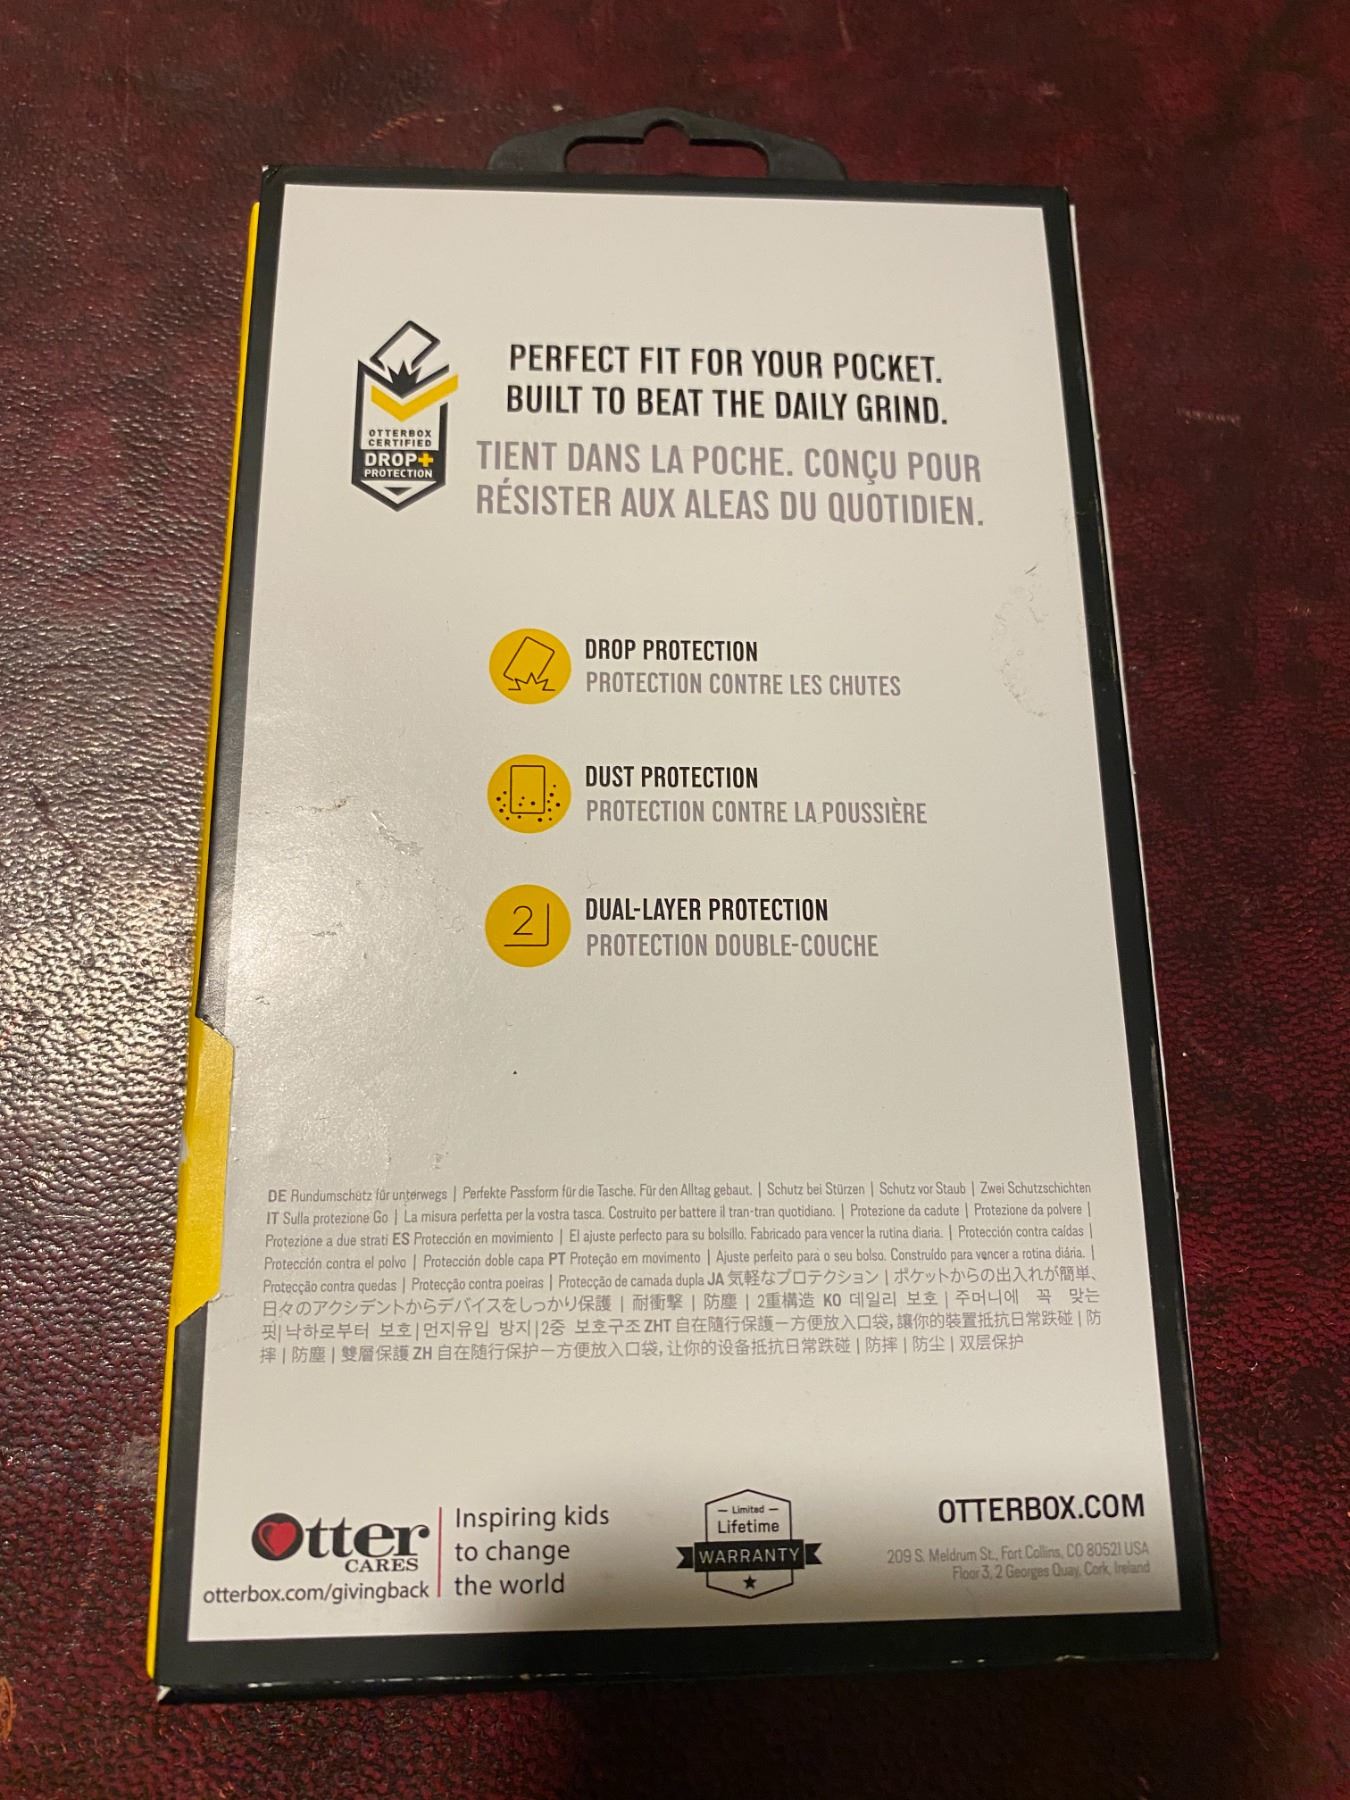 OTTERBOX
CERTIFIED
DROP+
PROTECTION
PERFECT FIT FOR YOUR POCKET.
BUILT TO BEAT THE DAILY GRIND.
TIENT DANS LA POCHE. CONÇU POUR
RÉSISTER AUX ALEAS DU QUOTIDIEN.
DROP PROTECTION
PROTECTION CONTRE LES CHUTES
DUST PROTECTION
PROTECTION CONTRE LA POUSSIÈRE
2
DUAL-LAYER PROTECTION
PROTECTION DOUBLE-COUCHE
DE Rundumschutz für unterwegs | Perfekte Passform für die Tasche. Für den Alltag gebaut. | Schutz bei Stürzen | Schutz vor Staub | Zwei Schutzschichten
IT Sulla protezione Go | La misura perfetta per la vostra tasca. Costruito per battere il tran-tran quotidiano. | Protezione da cadute | Protezione da polvere |
Protezione a due strati ES Protección en movimiento | El ajuste perfecto para su bolsillo. Fabricado para vencer la rutina diaria. | Protección contra caídas |
Protección contra el polvo | Protección doble capa PT Proteção em movimento | Ajuste perfeito para o seu bolso. Construído para vencer a rotina diária. |
Protecção contra quedas | Protecção contra poeiras | Protecção de camada dupla JA 気軽なプロテクション | ポケットからの出入れが簡単、
日々のアクシデントからデバイスをしっかり保護 | 耐衝撃 | 防塵 | 2重構造 KO 데일리 보호 | 주머니에 꼭 맞는
핏| 낙하로부터 보호|먼지유입 방지|2중 보호구조 ZHT 自在隨行保護－方便放入口袋,讓你的裝置抵抗日常跌碰 | 防
摔 | 防塵 | 雙層保護 ZH 自在随行保护－方便放入口袋,让你的设备抵抗日常跌碰 | 防摔 | 防尘 | 双层保护
Otter
CARES
otterbox.com/givingback
Inspiring kids
to change
the world
Limited
Lifetime
WARRANTY
OTTERBOX.COM
209 S. Meldrum St., Fort Collins, CO 80521 USA
Floor 3, 2 Georges Quay, Cork, Ireland